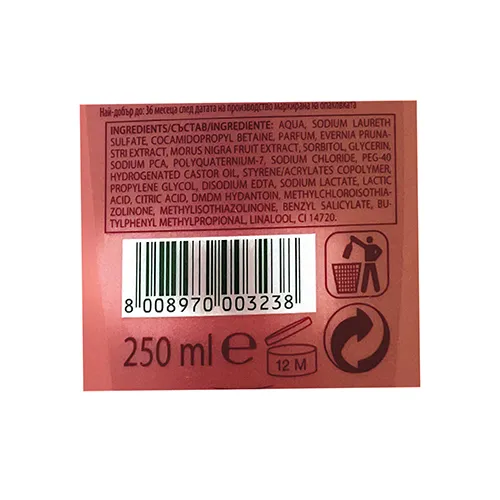 Най-добър до: 36 месеца след датата на производство маркирана на опаковката
INGREDIENTS/СЪСТАВ/INGREDIENTE: AQUA, SODIUM LAURETH
SULFATE, COCAMIDOPROPYL BETAINE, PARFUM, EVERNIA PRUNA-
STRI EXTRACT, MORUS NIGRA FRUIT EXTRACT, SORBITOL, GLYCERIN,
SODIUM PCA, POLYQUATERNIUM-7, SODIUM CHLORIDE, PEG-40
HYDROGENATED CASTOR OIL, STYRENE/ACRYLATES COPOLYMER,
PROPYLENE GLYCOL, DISODIUM EDTA, SODIUM LACTATE, LACTIC
ACID, CITRIC ACID, DMDM HYDANTOIN, METHYLCHLOROISOTHIA-
ZOLINONE, METHYLISOTHIAZOLINONE, BENZYL SALICYLATE, BU-
TYLPHENYL METHYLPROPIONAL, LINALOOL, CI 14720.
8 008970 003238
250 ml e
12 M